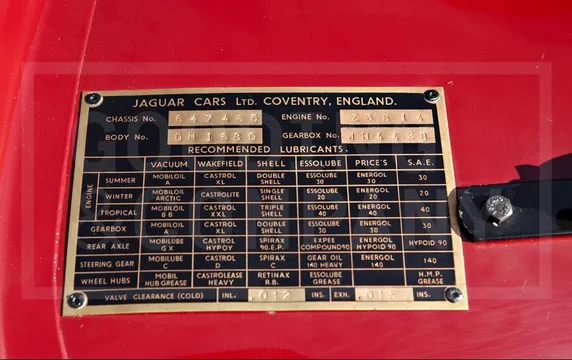 JAGUAR CARS LTD. COVENTRY, ENGLAND.
CHASSIS No. 647465 ENGINE No.
BODY No. GEARBOX No.
RECOMMENDED LUBRICANTS.
VACUUM WAKEFIELD SHELL ESSOLUBE PRICE'S S.A.E.
ENGINE
SUMMER MOBILOIL A CASTROL XL DOUBLE SHELL ESSOLUBE 30 ENERGOL 30 30
WINTER MOBILOIL ARCTIC CASTROLITE SINGLE SHELL ESSOLUBE 20 ENERGOL 20 20
TROPICAL MOBILOIL BB CASTROL XXL TRIPLE SHELL ESSOLUBE 40 ENERGOL 40 40
GEARBOX MOBILOIL A CASTROL XL DOUBLE SHELL ESSOLUBE 30 ENERGOL 30 30
REAR AXLE MOBILUBE GX CASTROL HYPOY SPIRAX 90.E.P. EXPEE COMPOUND90 ENERGOL HYPOID 90 HYPOID 90
STEERING GEAR MOBILUBE C CASTROL D SPIRAX C GEAR OIL 140 HEAVY ENERGOL 140 140
WHEEL HUBS MOBIL HUB GREASE CASTROLEASE HEAVY RETINAX R.B. ESSOLUBE GREASE H.M.P. GREASE
VALVE CLEARANCE (COLD) INL. .012 INS. EXH. .015 INS.